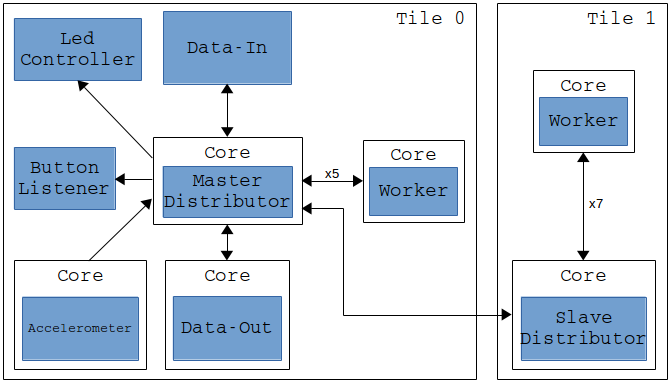 Tile 0
Tile 1
Led
Controller
Data-In
Core
Worker
Core
Master
Distributor
x5
Core
Worker
Button
Listener
x7
Core
Accelerometer
Core
Data-Out
Core
Slave
Distributor